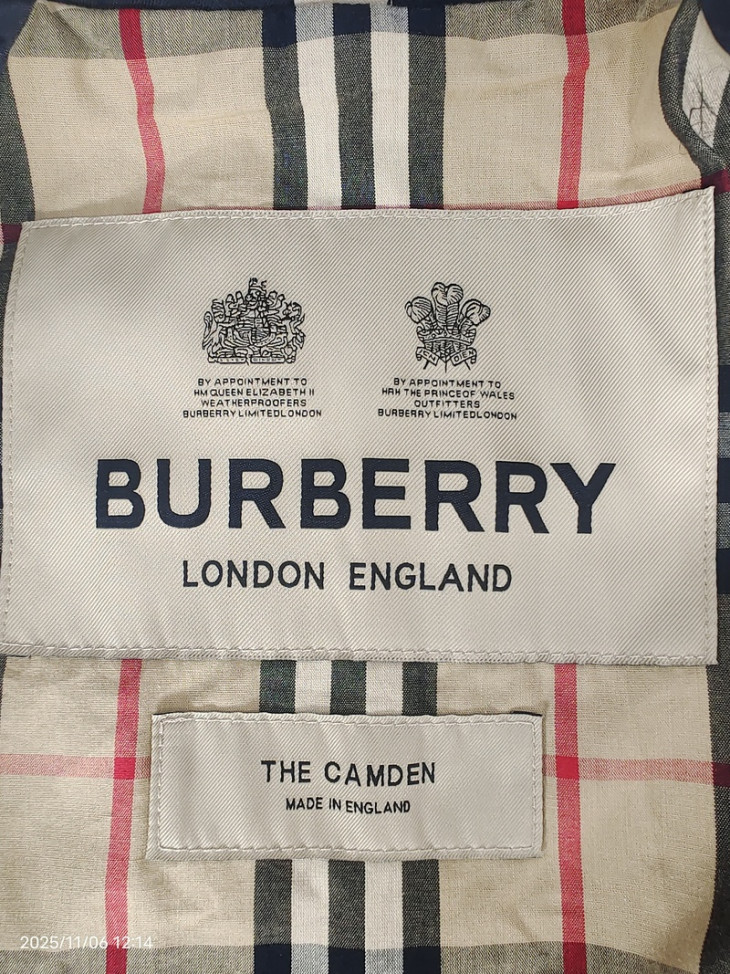 BY APPOINTMENT TO
HM QUEEN ELIZABETH II
WEATHERPROOFERS
BURBERRY LIMITEDLONDON
BY APPOINTMENT TO
HRH THE PRINCEOF WALES
OUTFITTERS
BURBERRY LIMITEDLONDON
BURBERRY
LONDON ENGLAND
THE CAMDEN
MADE IN ENGLAND
2025/11/06 12:14